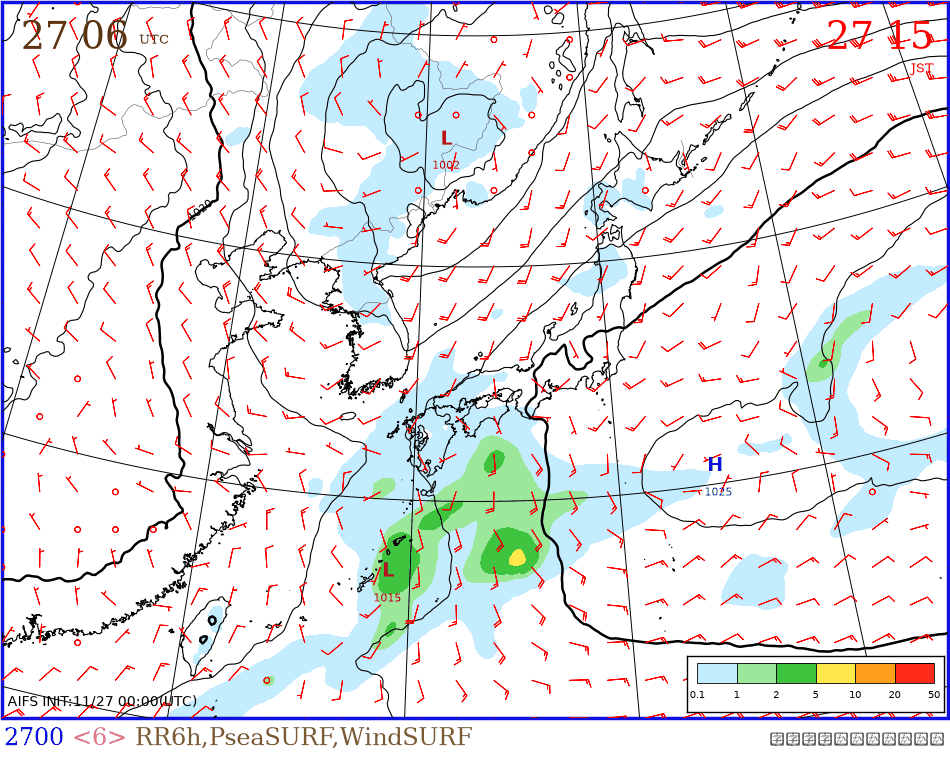 27 06 UTC
27 15 JST
L
1002
1020
H
1025
L
1015
0.1 1 2 5 10 20 50
AIFS INIT:11/27 00:00(UTC)
2700 <6> RR6h,PseaSURF,WindSURF